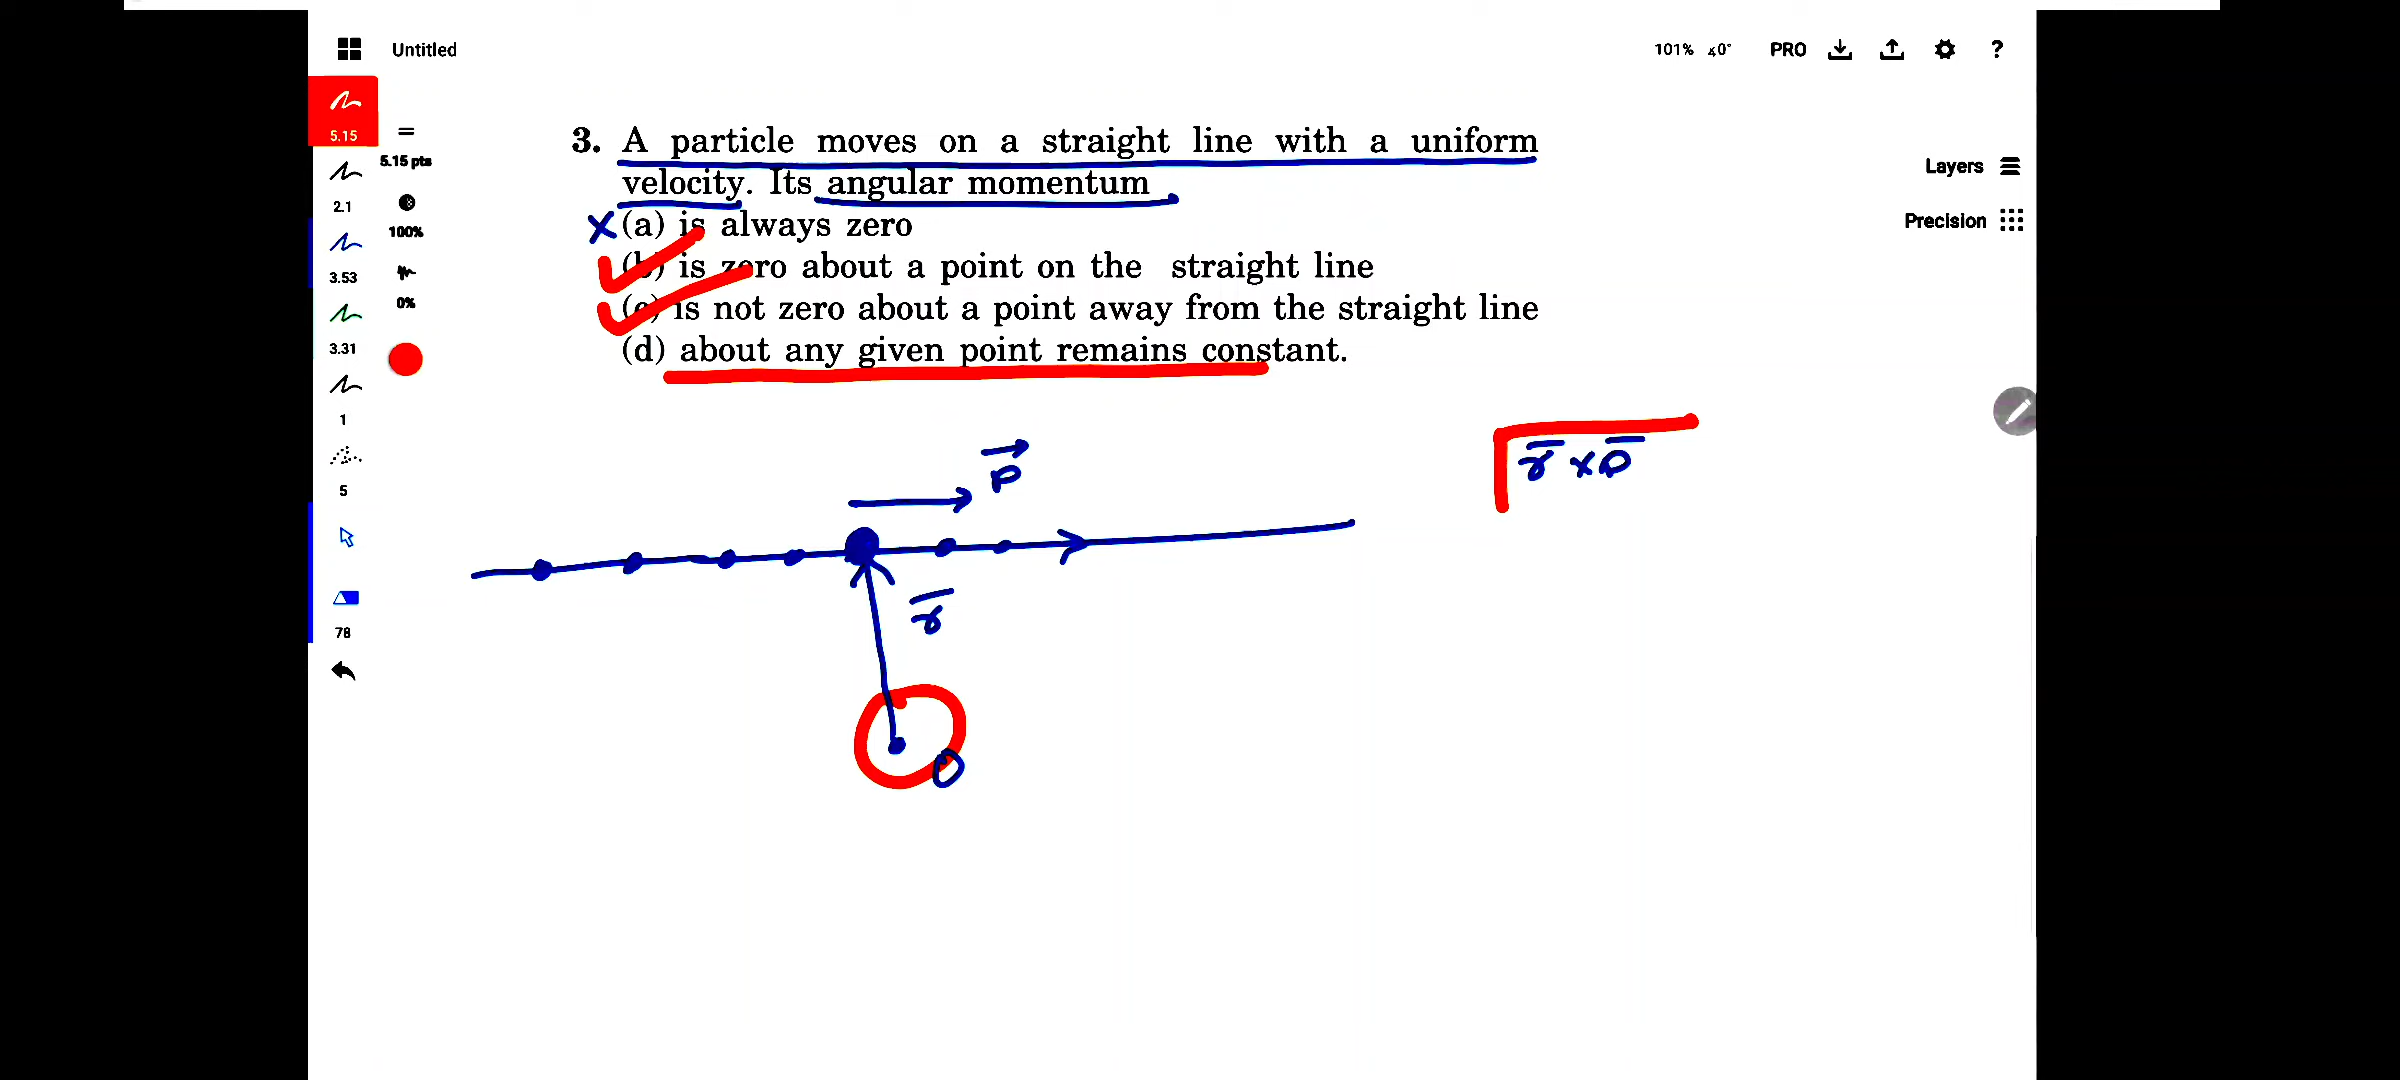 Untitled
101% 40° PRO ?
5.15
5.15 pts
2.1
100%
3.53
0%
3.31
1
5
78
Layers
Precision
3. A particle moves on a straight line with a uniform
velocity. Its angular momentum
x (a) is always zero
(b) is zero about a point on the straight line
(c) is not zero about a point away from the straight line
(d) about any given point remains constant.
P
r × p
r
O